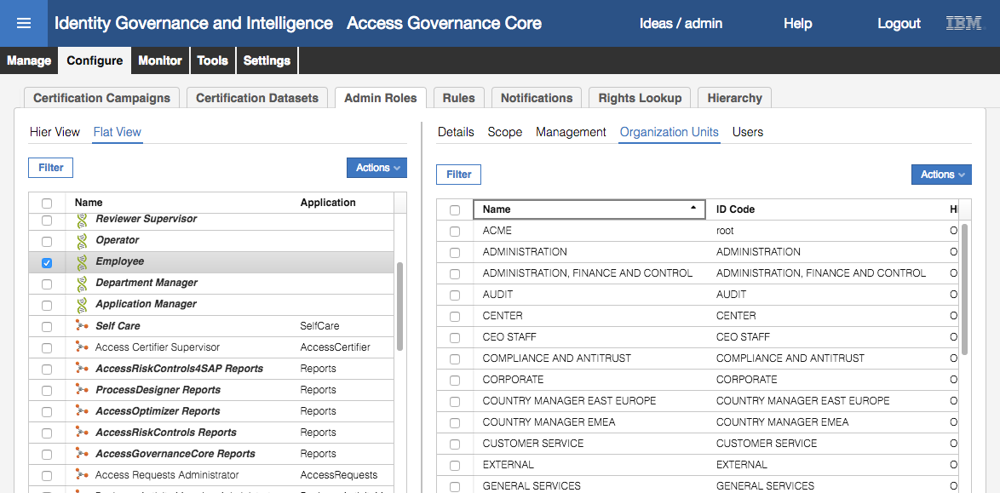 Identity Governance and Intelligence Access Governance Core Ideas / admin Help Logout IBM
Manage Configure Monitor Tools Settings
Certification Campaigns Certification Datasets Admin Roles Rules Notifications Rights Lookup Hierarchy
Hier View Flat View
Filter Actions
Name Application
Reviewer Supervisor
Operator
Employee
Department Manager
Application Manager
Self Care SelfCare
Access Certifier Supervisor AccessCertifier
AccessRiskControls4SAP Reports Reports
ProcessDesigner Reports Reports
AccessOptimizer Reports Reports
AccessRiskControls Reports Reports
AccessGovernanceCore Reports Reports
Access Requests Administrator AccessRequests
Details Scope Management Organization Units Users
Filter Actions
Name ID Code
ACME root O
ADMINISTRATION ADMINISTRATION O
ADMINISTRATION, FINANCE AND CONTROL ADMINISTRATION, FINANCE AND CONTROL O
AUDIT AUDIT O
CENTER CENTER O
CEO STAFF CEO STAFF O
COMPLIANCE AND ANTITRUST COMPLIANCE AND ANTITRUST O
CORPORATE CORPORATE O
COUNTRY MANAGER EAST EUROPE COUNTRY MANAGER EAST EUROPE O
COUNTRY MANAGER EMEA COUNTRY MANAGER EMEA O
CUSTOMER SERVICE CUSTOMER SERVICE O
EXTERNAL EXTERNAL O
GENERAL SERVICES GENERAL SERVICES O